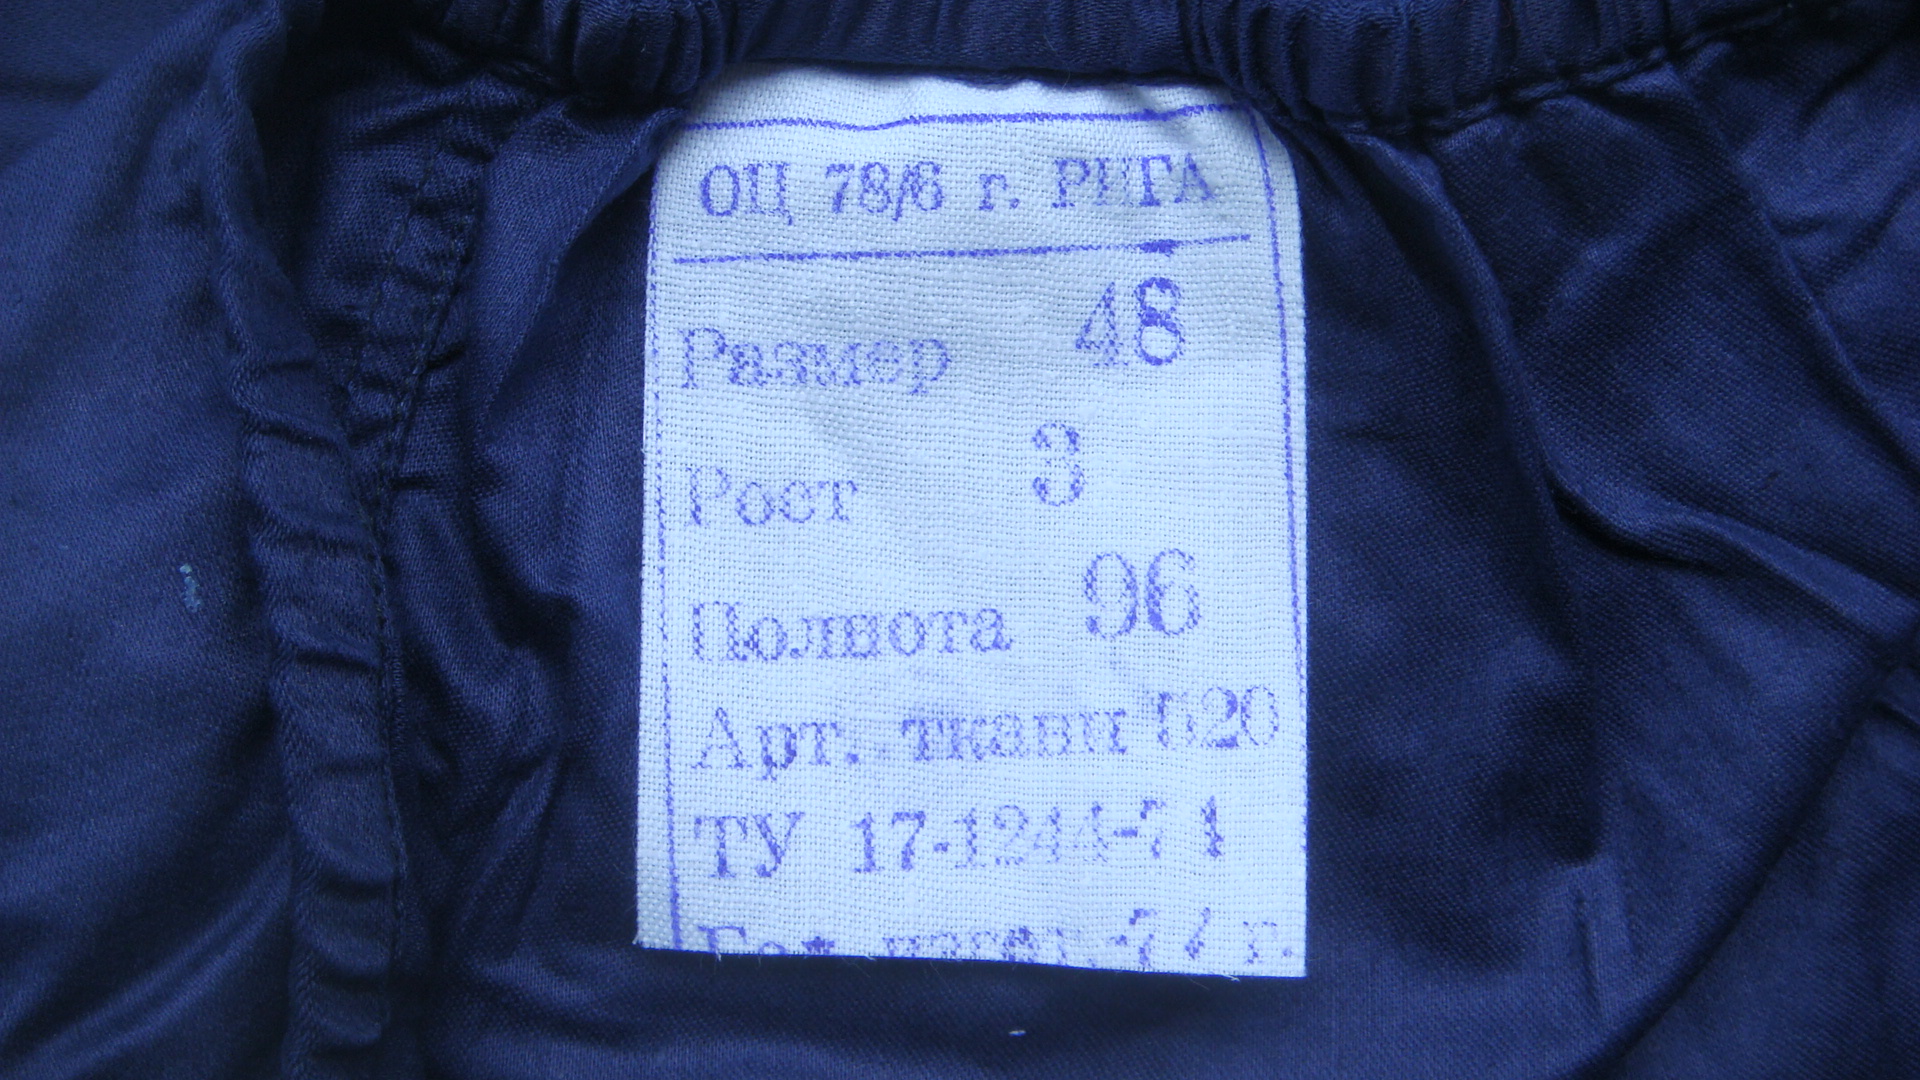 ОЦ 78/6 г. РИГА
Размер 48
Рост 3
Полнота 96
Арт. ткани 520
ТУ 17-1244-74
г.